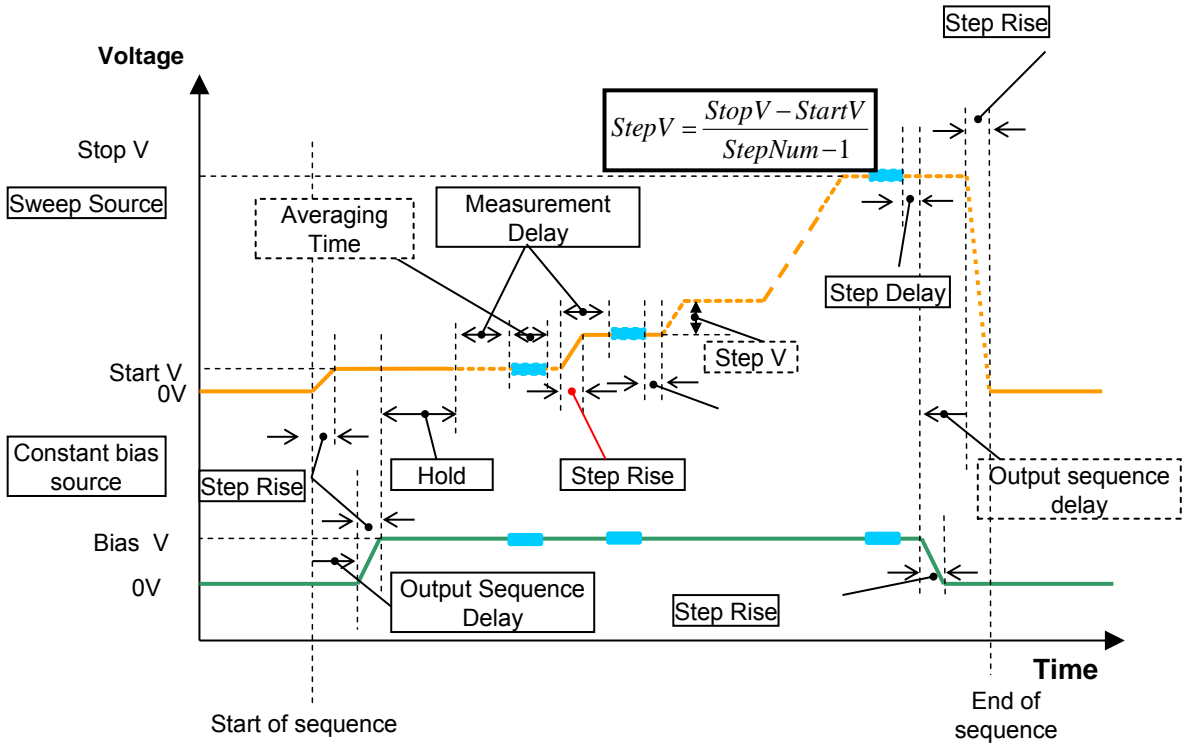 Step Rise
Voltage
StepV = StopV − StartV
StepNum − 1
Stop V
Sweep Source
Averaging
Time
Measurement
Delay
Step Delay
Step V
Start V
0V
Constant bias
source
Step Rise
Hold
Step Rise
Output sequence
delay
Bias V
0V
Output Sequence
Delay
Step Rise
Time
Start of sequence
End of
sequence